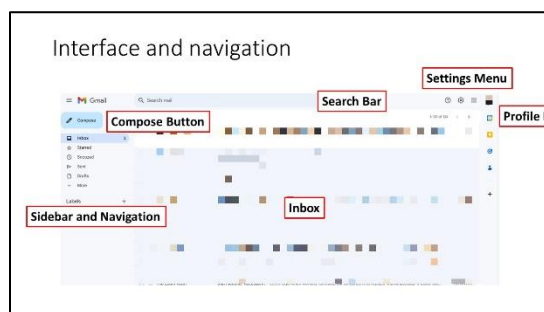 Interface and navigation
Settings Menu
Gmail
Search mail
Search Bar
Compose
Compose Button
Profile
Inbox
Starred
Snoozed
Sent
Drafts
More
Labels
Sidebar and Navigation
Inbox